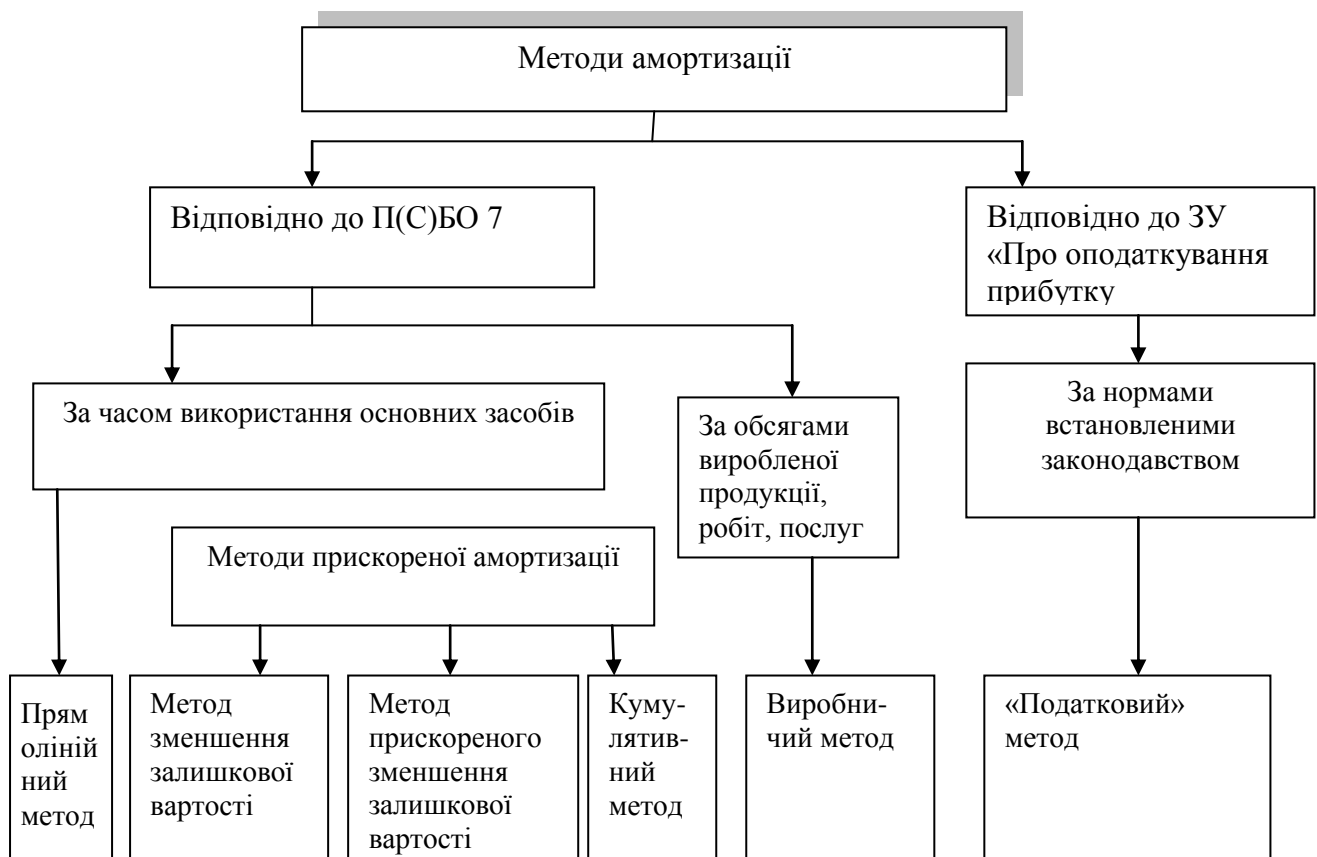 Методи амортизації
Відповідно до П(С)БО 7
Відповідно до ЗУ
«Про оподаткування
прибутку
За часом використання основних засобів
За обсягами
виробленої
продукції,
робіт, послуг
За нормами
встановленими
законодавством
Методи прискореної амортизації
Прям
оліній
ний
метод
Метод
зменшення
залишкової
вартості
Метод
прискореного
зменшення
залишкової
вартості
Куму-
лятив-
ний
метод
Виробни-
чий метод
«Податковий»
метод